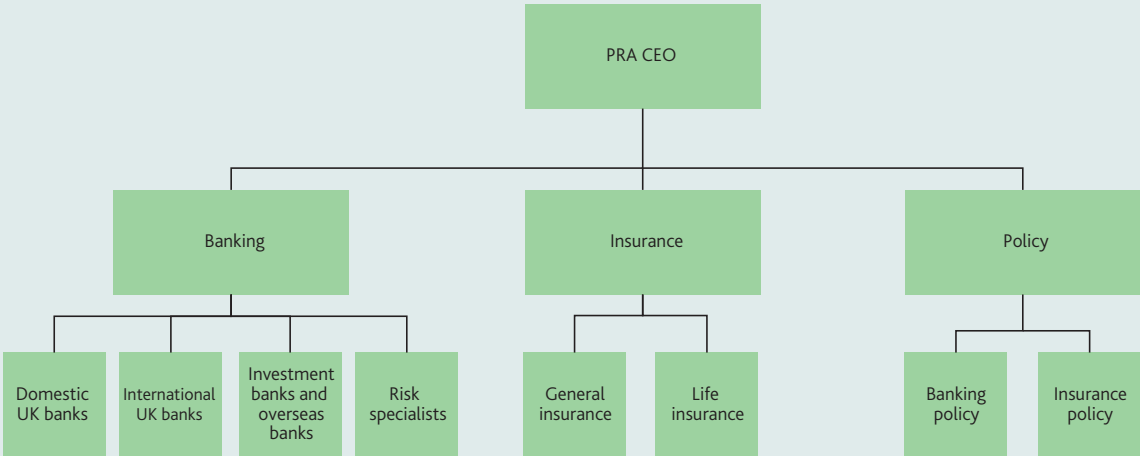 PRA CEO
Banking
Insurance
Policy
Domestic
UK banks
International
UK banks
Investment
banks and
overseas
banks
Risk
specialists
General
insurance
Life
insurance
Banking
policy
Insurance
policy